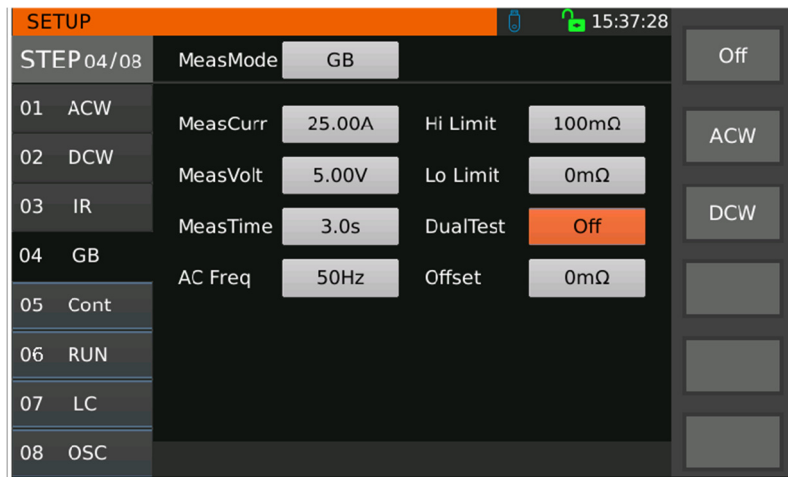 SETUP
15:37:28
STEP 04/08
MeasMode GB
01 ACW
02 DCW
03 IR
04 GB
05 Cont
06 RUN
07 LC
08 OSC
MeasCurr 25.00A Hi Limit 100mΩ
MeasVolt 5.00V Lo Limit 0mΩ
MeasTime 3.0s DualTest Off
AC Freq 50Hz Offset 0mΩ
Off
ACW
DCW